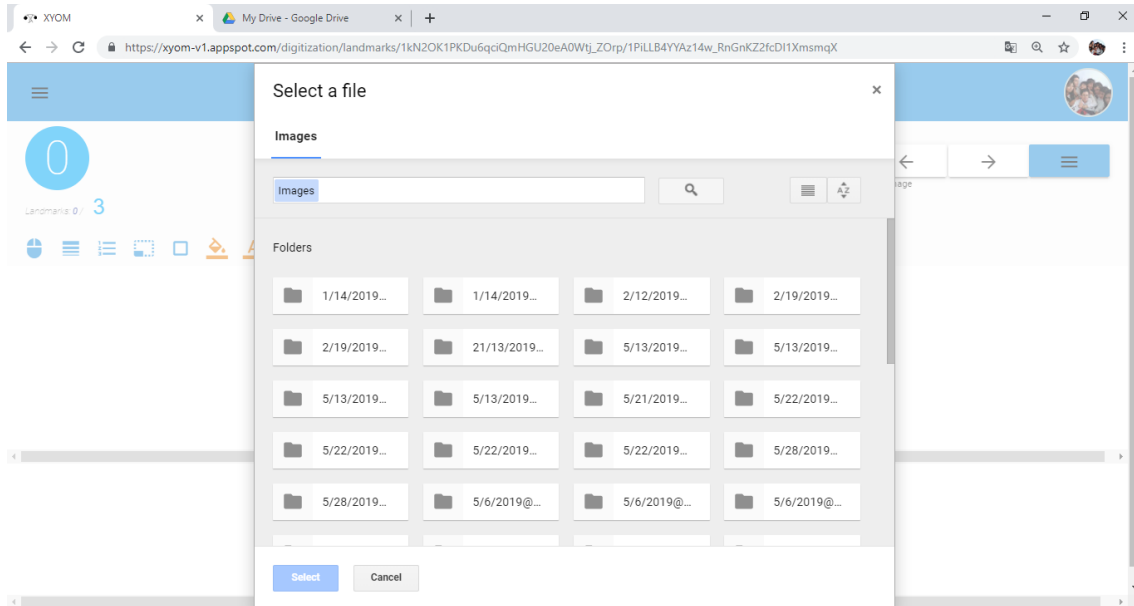 XYOM
My Drive - Google Drive
https://xyom-v1.appspot.com/digitization/landmarks/1kN2OK1PKDu6qciQmHGU20eA0Wtj_ZOrp/1PiLLB4YYAz14w_RnGnKZ2fcDI1XmsmqX
Select a file
Images
0
Images
age
Landmarks: 0 / 3
A
Folders
1/14/2019... 1/14/2019... 2/12/2019... 2/19/2019...
2/19/2019... 21/13/2019... 5/13/2019... 5/13/2019...
5/13/2019... 5/13/2019... 5/21/2019... 5/22/2019...
5/22/2019... 5/22/2019... 5/22/2019... 5/28/2019...
5/28/2019... 5/6/2019@... 5/6/2019@... 5/6/2019@...
Select Cancel